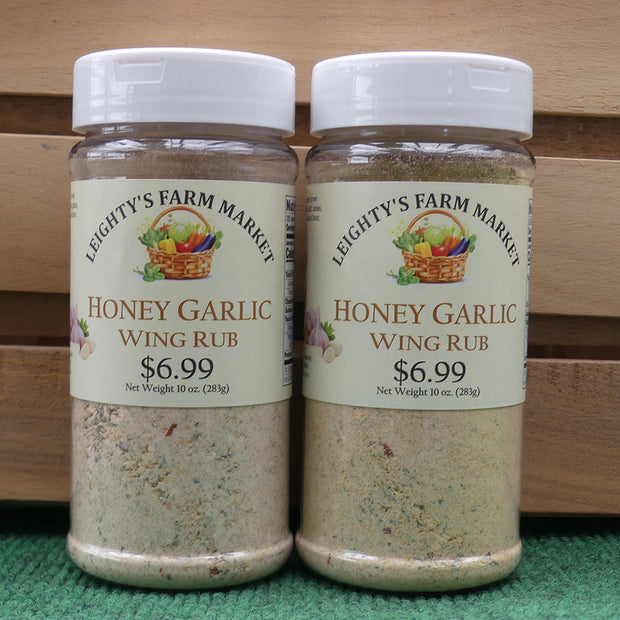 LEIGHTY'S FARM MARKET
HONEY GARLIC
WING RUB
$6.99
Net Weight 10 oz. (283g)
LEIGHTY'S FARM MARKET
HONEY GARLIC
WING RUB
$6.99
Net Weight 10 oz. (283g)